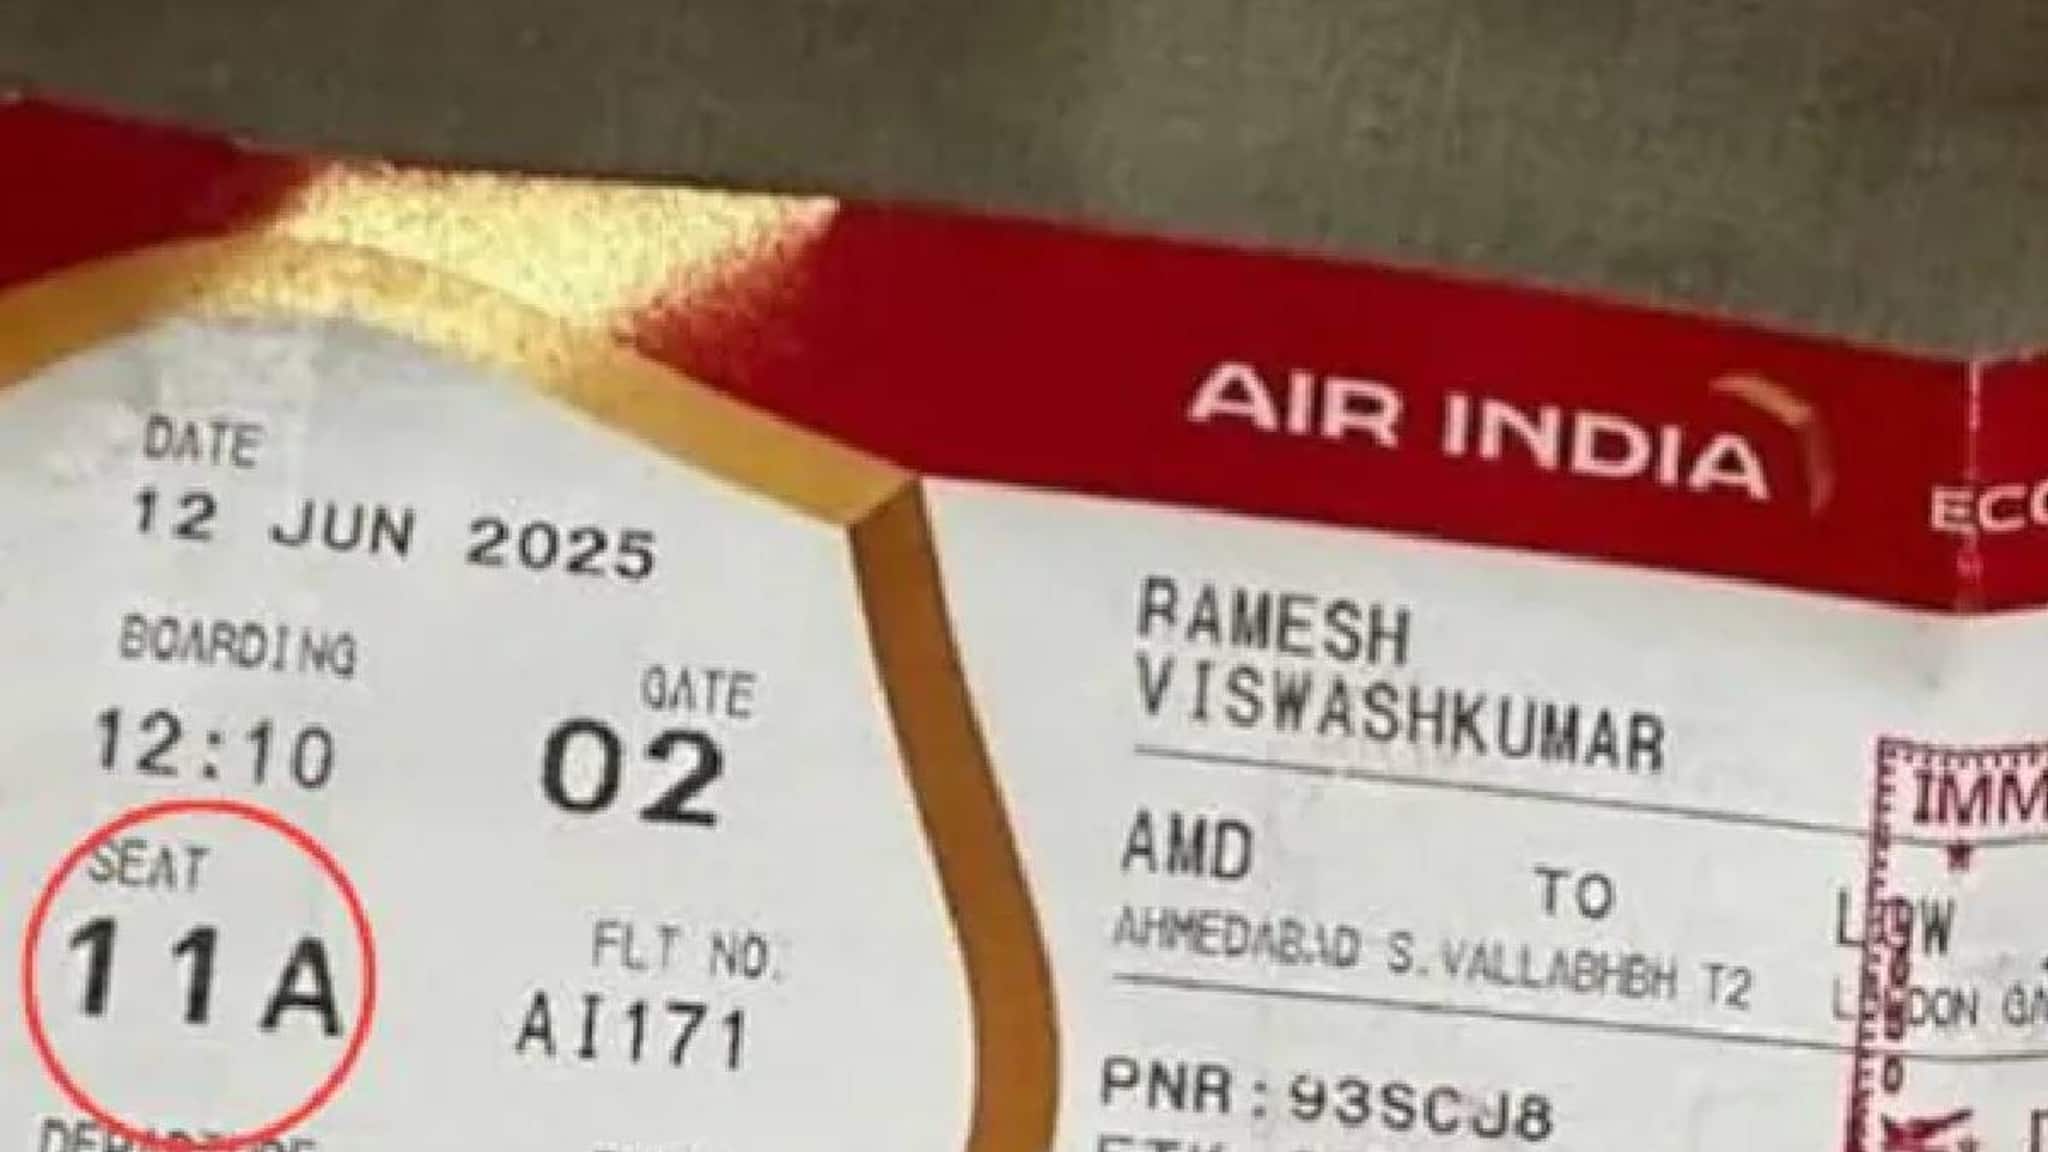 AIR INDIA
DATE
12 JUN 2025
BOARDING
12:10
GATE
02
SEAT
11A
FLT NO.
AI171
RAMESH
VISWASHKUMAR
AMD TO
AHMEDABAD S.VALLABHBH T2
PNR:93SCJ8